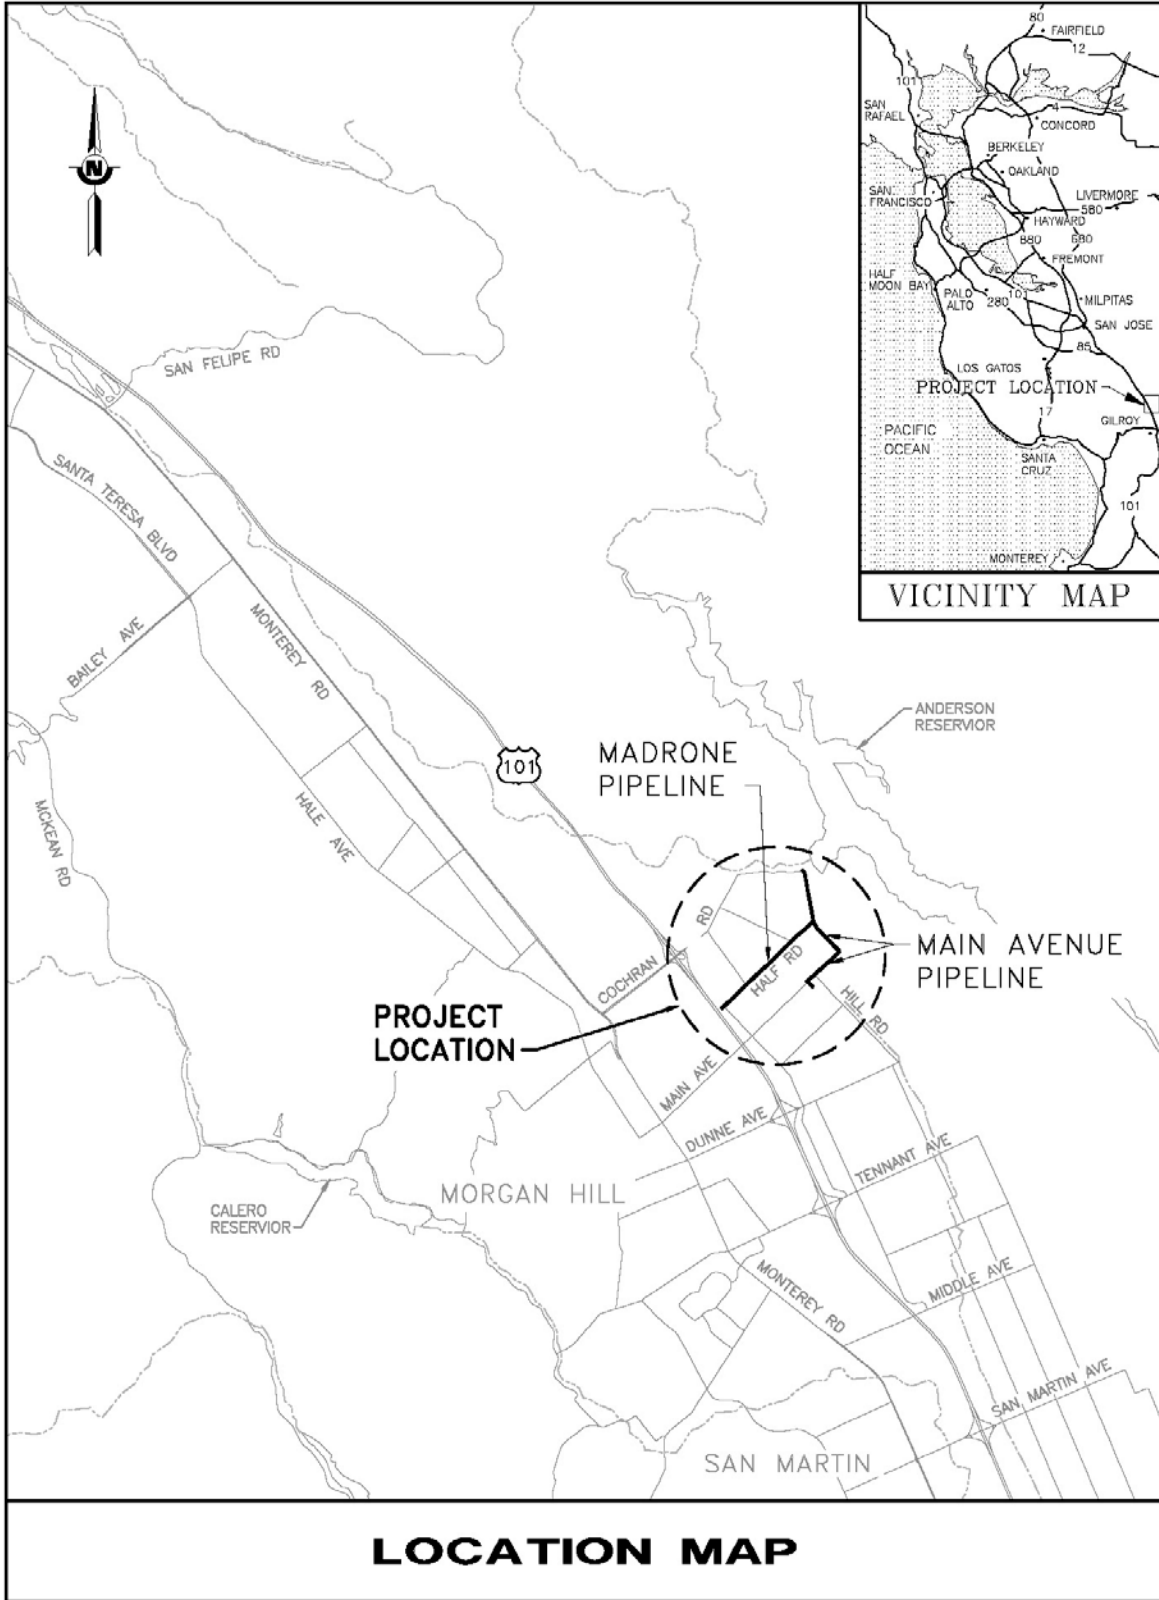 N
SAN FELIPE RD
SANTA TERESA BLVD
BAILEY AVE
MONTEREY RD
HALE AVE
MCKEAN RD
101
MADRONE
PIPELINE
ANDERSON
RESERVIOR
RD
COCHRAN
HALF RD
MAIN AVENUE
PIPELINE
HILL RD
PROJECT
LOCATION
MAIN AVE
DUNNE AVE
TENNANT AVE
MORGAN HILL
CALERO
RESERVIOR
MONTEREY RD
MIDDLE AVE
SAN MARTIN AVE
SAN MARTIN
80
FAIRFIELD
12
101
SAN
RAFAEL
4
CONCORD
BERKELEY
OAKLAND
SAN
FRANCISCO
LIVERMORE
580
HAYWARD
880
680
FREMONT
HALF
MOON BAY
PALO
ALTO
280
101
MILPITAS
SAN JOSE
85
LOS GATOS
PROJECT LOCATION
17
GILROY
PACIFIC
OCEAN
SANTA
CRUZ
101
MONTEREY
VICINITY MAP
LOCATION MAP